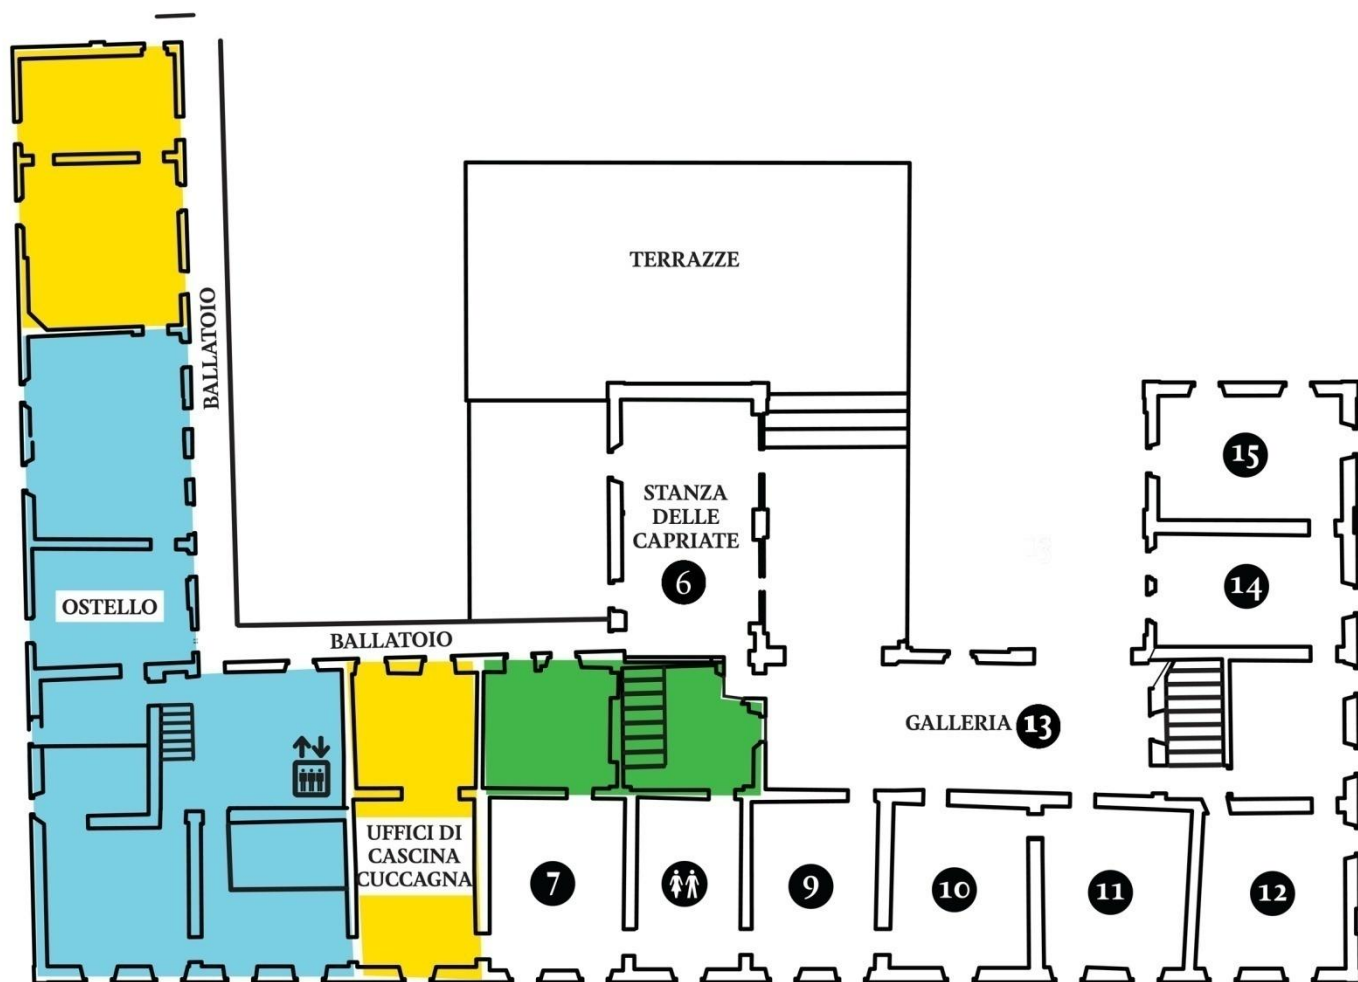 TERRAZZE
BALLATOIO
15
STANZA
DELLE
CAPRIATE
6
14
OSTELLO
BALLATOIO
GALLERIA 13
UFFICI DI
CASCINA
CUCCAGNA
7
9
10
11
12